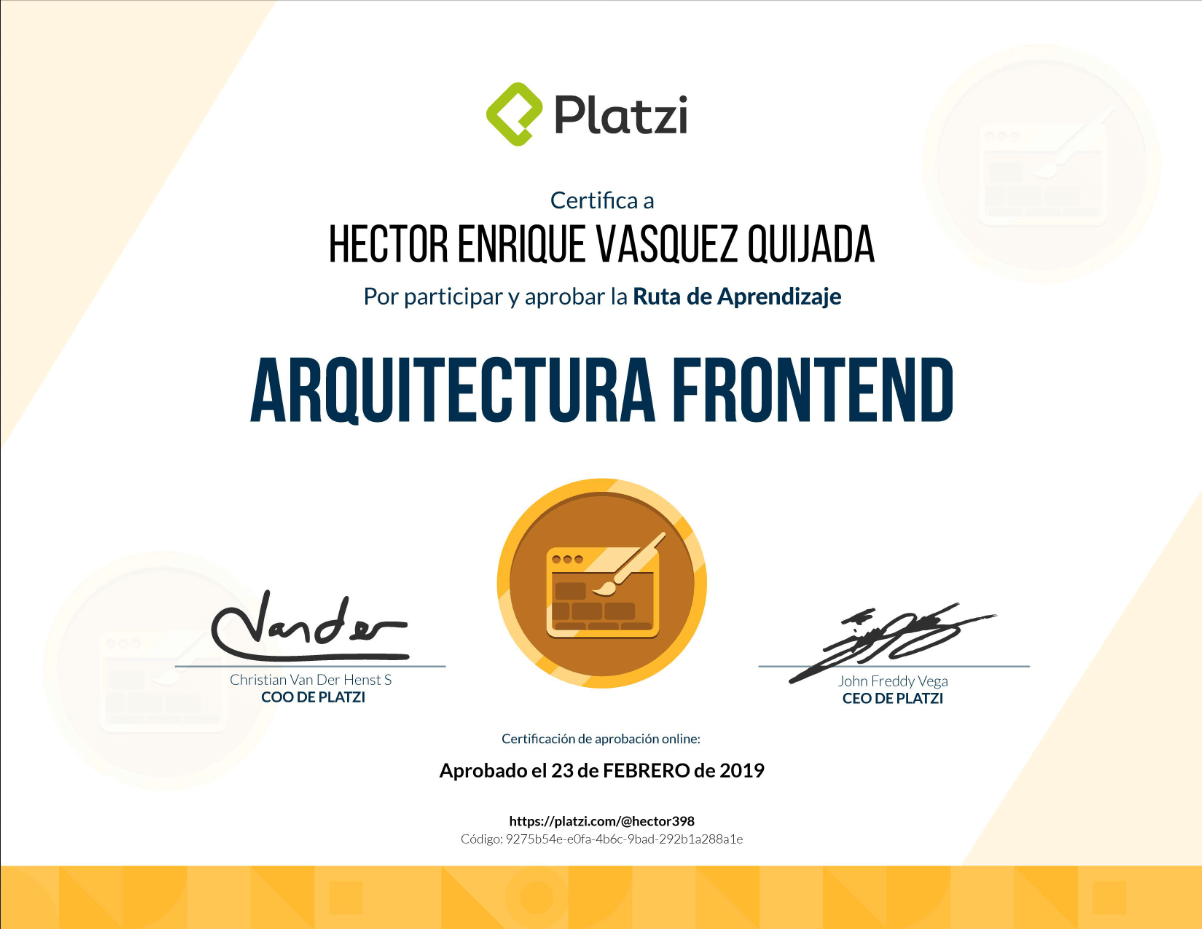 Platzi
Certifica a
HECTOR ENRIQUE VASQUEZ QUIJADA
Por participar y aprobar la Ruta de Aprendizaje
ARQUITECTURA FRONTEND
Vander
Christian Van Der Henst S
COO DE PLATZI
John Freddy Vega
CEO DE PLATZI
Certificación de aprobación online:
Aprobado el 23 de FEBRERO de 2019
https://platzi.com/@hector398
Código: 9275b54e-e0fa-4b6c-9bad-292b1a288a1e